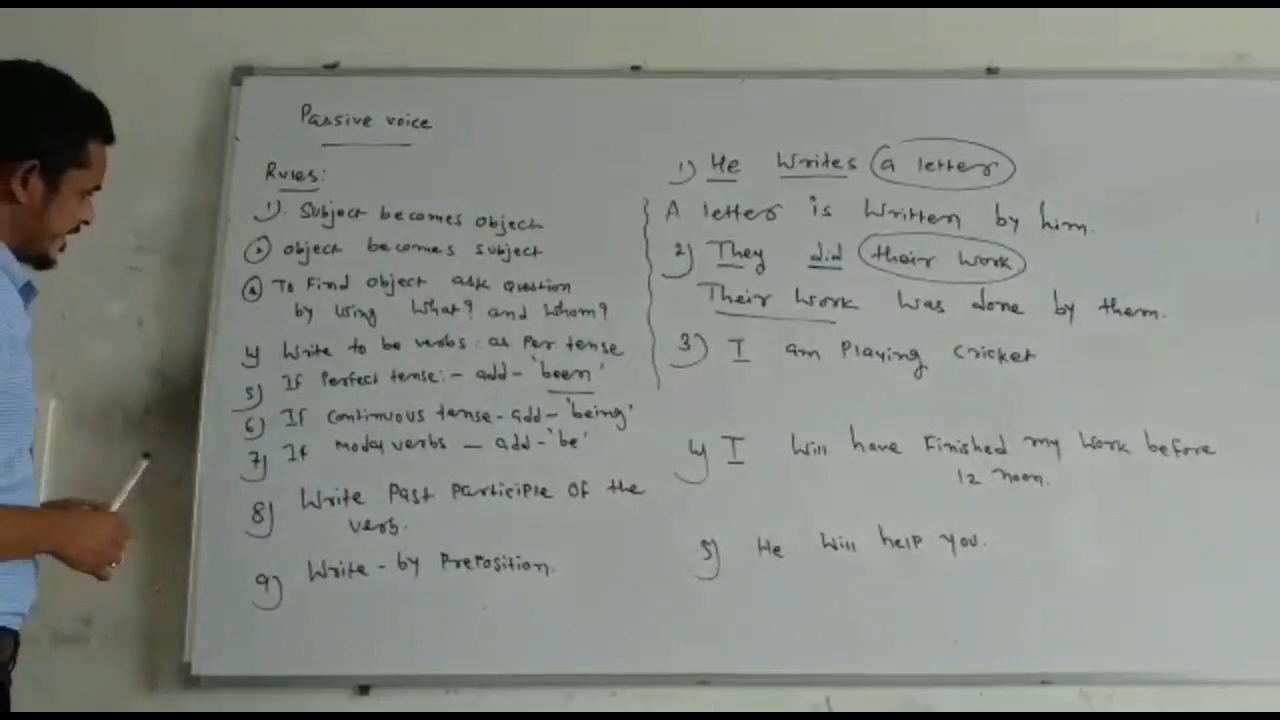 Passive voice
Rules:
1). Subject becomes object
2) object becomes subject
3) To Find object ask question
by using What? and Whom?
4) Write to be verbs: as per tense
5) If Perfect tense:- add- 'been'
6) If continuous tense - add - 'being'
7) If modal verbs - add - 'be'
8) Write Past Participle of the
verb.
9) Write - by Preposition.
1) He Writes a letter
A letter is Written by him.
2) They did their work
Their work was done by them.
3) I am Playing cricket
4) I Will have Finished my work before
12 noon.
5) He will help you.